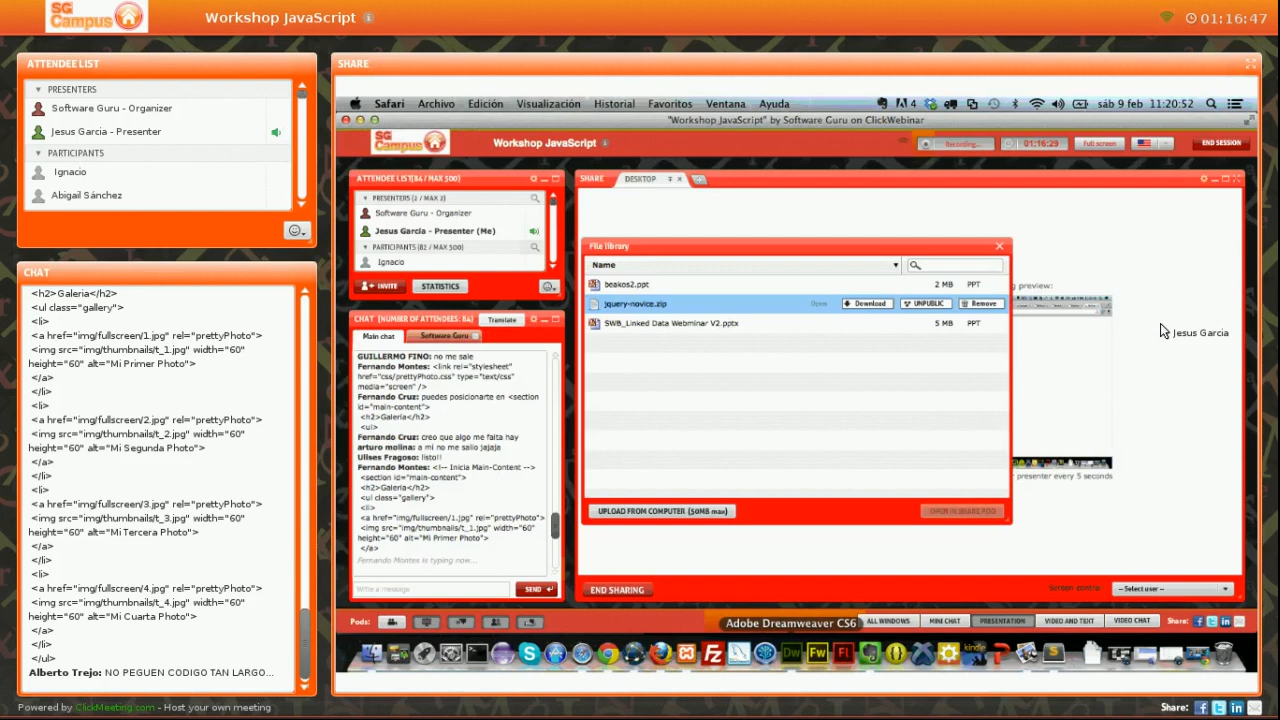 SG Campus
Workshop JavaScript
01:16:47
ATTENDEE LIST
PRESENTERS
Software Guru - Organizer
Jesus Garcia - Presenter
PARTICIPANTS
Ignacio
Abigail Sánchez
CHAT
<h2>Galeria</h2>
<ul class="gallery">
<li>
<a href="img/fullscreen/1.jpg" rel="prettyPhoto">
<img src="img/thumbnails/t_1.jpg" width="60"
height="60" alt="Mi Primer Photo">
</a>
</li>
<li>
<a href="img/fullscreen/2.jpg" rel="prettyPhoto">
<img src="img/thumbnails/t_2.jpg" width="60"
height="60" alt="Mi Segunda Photo">
</a>
</li>
<li>
<a href="img/fullscreen/3.jpg" rel="prettyPhoto">
<img src="img/thumbnails/t_3.jpg" width="60"
height="60" alt="Mi Tercera Photo">
</a>
</li>
<li>
<a href="img/fullscreen/4.jpg" rel="prettyPhoto">
<img src="img/thumbnails/t_4.jpg" width="60"
height="60" alt="Mi Cuarta Photo">
</a>
</li>
</ul>
Alberto Trejo: NO PEGUEN CODIGO TAN LARGO...
SHARE
Safari Archivo Edición Visualización Historial Favoritos Ventana Ayuda 4 sáb 9 feb 11:20:52
"Workshop JavaScript" by Software Guru on ClickWebinar
SG Campus
Workshop JavaScript
Recording... 01:16:29 Full screen END SESSION
ATTENDEE LIST(84 / MAX 500)
PRESENTERS (2 / MAX 2)
Software Guru - Organizer
Jesus Garcia - Presenter (Me)
PARTICIPANTS (82 / MAX 500)
Ignacio
INVITE STATISTICS
CHAT (NUMBER OF ATTENDEES: 84) Translate
Main chat Software Guru
GUILLERMO FINO: no me sale
Fernando Montes: <link rel="stylesheet"
href="css/prettyPhoto.css" type="text/css"
media="screen" />
Fernando Cruz: puedes posicionarte en <section
id="main-content">
<h2>Galeria</h2>
<ul>
Fernando Cruz: creo que algo me falta hay
arturo molina: a mi no me salio jajaja
Ulises Fragoso: listo!!
Fernando Montes: <!-- Inicia Main-Content -->
<section id="main-content">
<h2>Galeria</h2>
<ul class="gallery">
<li>
<a href="img/fullscreen/1.jpg" rel="prettyPhoto">
<img src="img/thumbnails/t_1.jpg" width="60"
height="60" alt="Mi Primer Photo">
</a>
Fernando Montes is typing now...
Write a message SEND
SHARE DESKTOP
File library
Name
beakos2.ppt 2 MB PPT
jquery-novice.zip Open Download UNPUBLIC Remove
SWB_Linked Data Webminar V2.pptx 5 MB PPT
UPLOAD FROM COMPUTER (50MB max) OPEN IN SHARE POD
preview:
Jesus Garcia
presenter every 5 seconds
END SHARING
Screen control -- Select user --
Pods:
Adobe Dreamweaver CS6
ALL WINDOWS MINI CHAT PRESENTATION VIDEO AND TEXT VIDEO CHAT Share:
Dw Fw Fl kindle
Powered by ClickMeeting.com - Host your own meeting
Share: